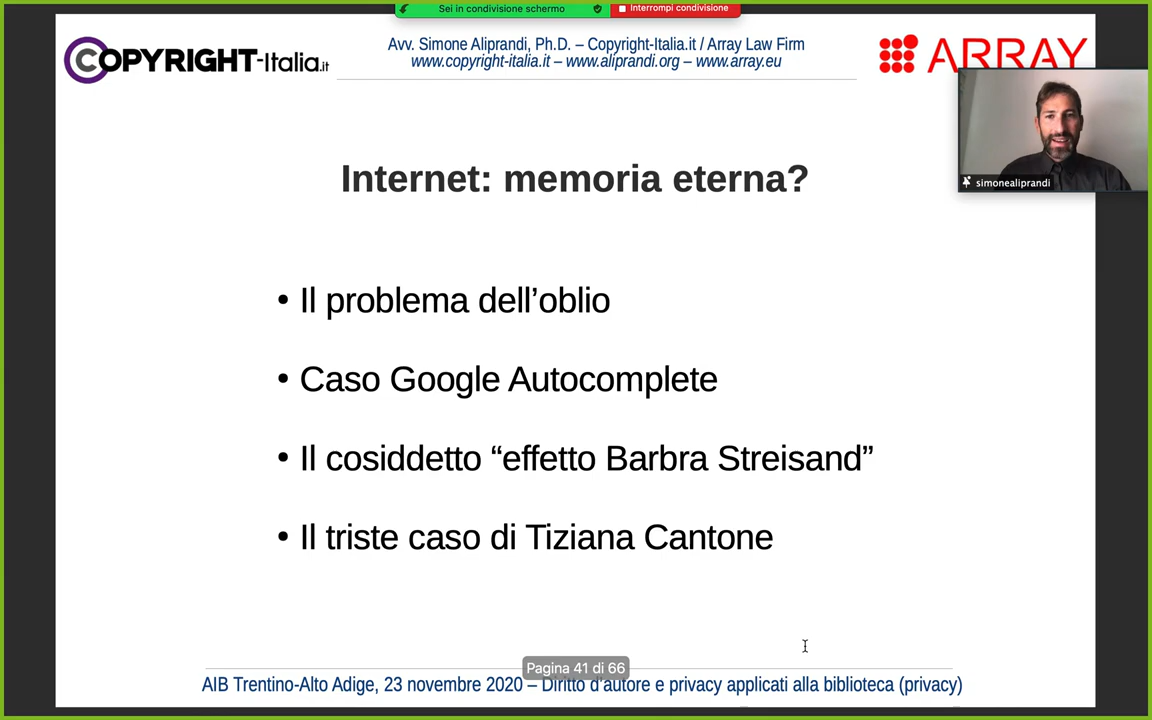 Sei in condivisione schermo
Interrompi condivisione
COPYRIGHT-Italia.it
Avv. Simone Aliprandi, Ph.D. – Copyright-Italia.it / Array Law Firm
www.copyright-italia.it – www.aliprandi.org – www.array.eu
ARRAY
simonealiprandi
Internet: memoria eterna?
• Il problema dell’oblio
• Caso Google Autocomplete
• Il cosiddetto “effetto Barbra Streisand”
• Il triste caso di Tiziana Cantone
Pagina 41 di 66
AIB Trentino-Alto Adige, 23 novembre 2020 – Diritto d’autore e privacy applicati alla biblioteca (privacy)